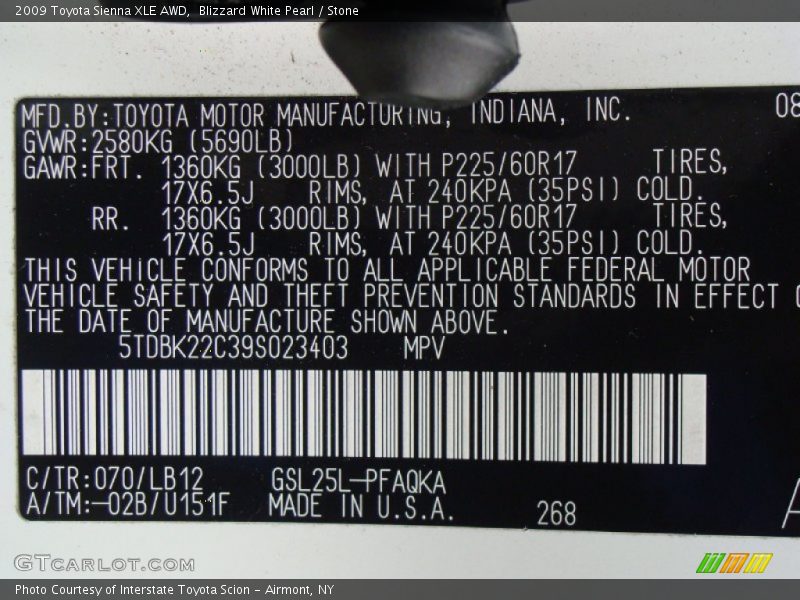 2009 Toyota Sienna XLE AWD,  Blizzard White Pearl / Stone
MFD.BY:TOYOTA MOTOR MANUFACTURING, INDIANA, INC. 08
GVWR:2580KG (5690LB)
GAWR:FRT. 1360KG (3000LB) WITH P225/60R17 TIRES,
17X6.5J RIMS, AT 240KPA (35PSI) COLD.
RR. 1360KG (3000LB) WITH P225/60R17 TIRES,
17X6.5J RIMS, AT 240KPA (35PSI) COLD.
THIS VEHICLE CONFORMS TO ALL APPLICABLE FEDERAL MOTOR
VEHICLE SAFETY AND THEFT PREVENTION STANDARDS IN EFFECT
THE DATE OF MANUFACTURE SHOWN ABOVE.
5TDBK22C39S023403 MPV
C/TR:070/LB12 GSL25L-PFAQKA
A/TM:-02B/U151F MADE IN U.S.A. 268
GTCARLOT.COM
Photo Courtesy of Interstate Toyota Scion - Airmont, NY